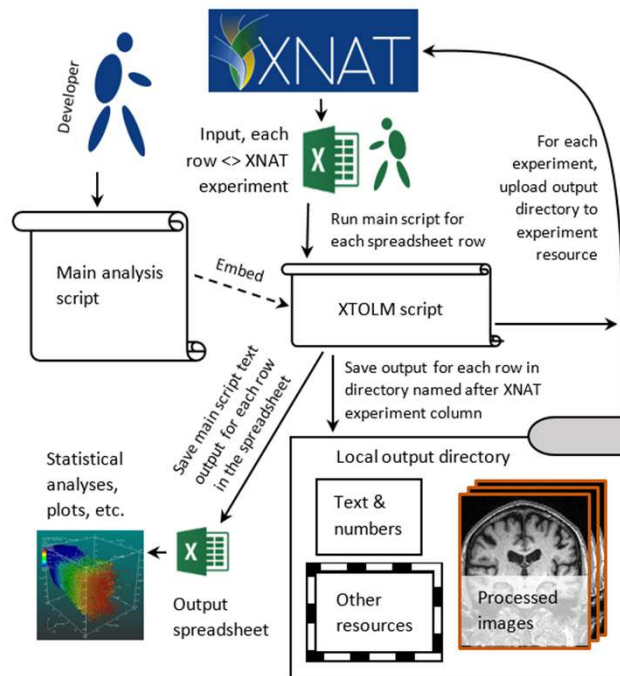 XNAT
Developer
Input, each
row <> XNAT
experiment
X
For each
experiment,
upload output
directory to
experiment
resource
Run main script for
each spreadsheet row
Main analysis
script
Embed
XTOLM script
Save main script text
output for each row
in the spreadsheet
Save output for each row in
directory named after XNAT
experiment column
Local output directory
Text &
numbers
Other
resources
Processed
images
Statistical
analyses,
plots, etc.
X
Output
spreadsheet